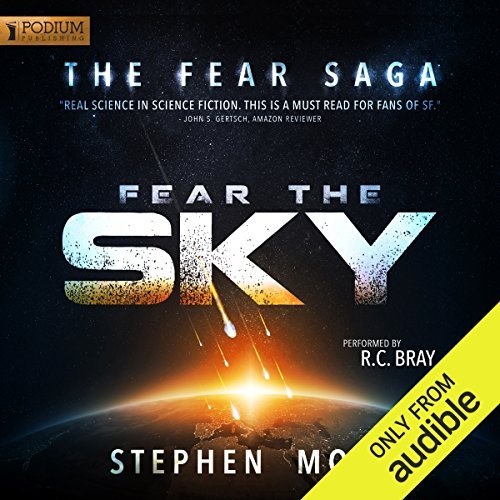 PODIUM
PUBLISHING
THE FEAR SAGA
"REAL SCIENCE IN SCIENCE FICTION. THIS IS A MUST READ FOR FANS OF SF."
- JOHN S. GERTSCH, AMAZON REVIEWER
FEAR THE
SKY
PERFORMED BY
R.C. BRAY
STEPHEN MO
ONLY FROM
audible